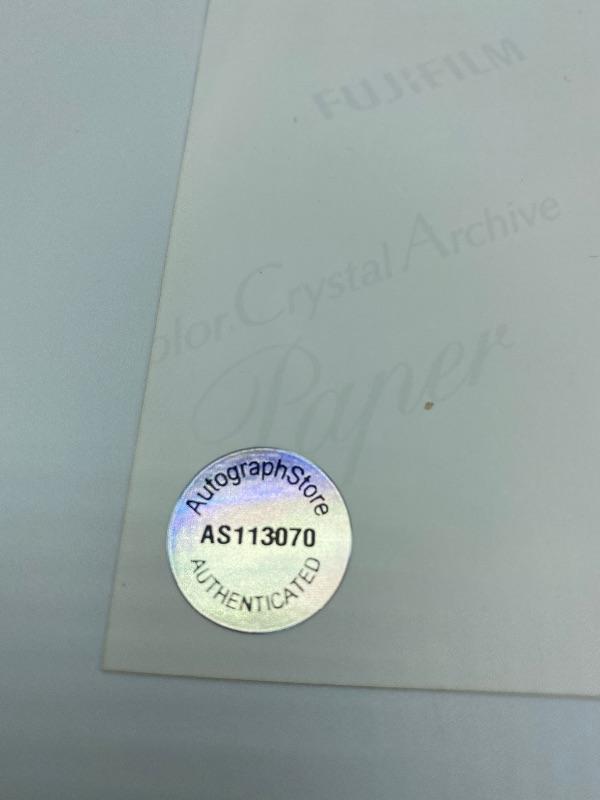 FUJIFILM
olor. Crystal Archive
Paper
AutographStore
AS113070
AUTHENTICATED